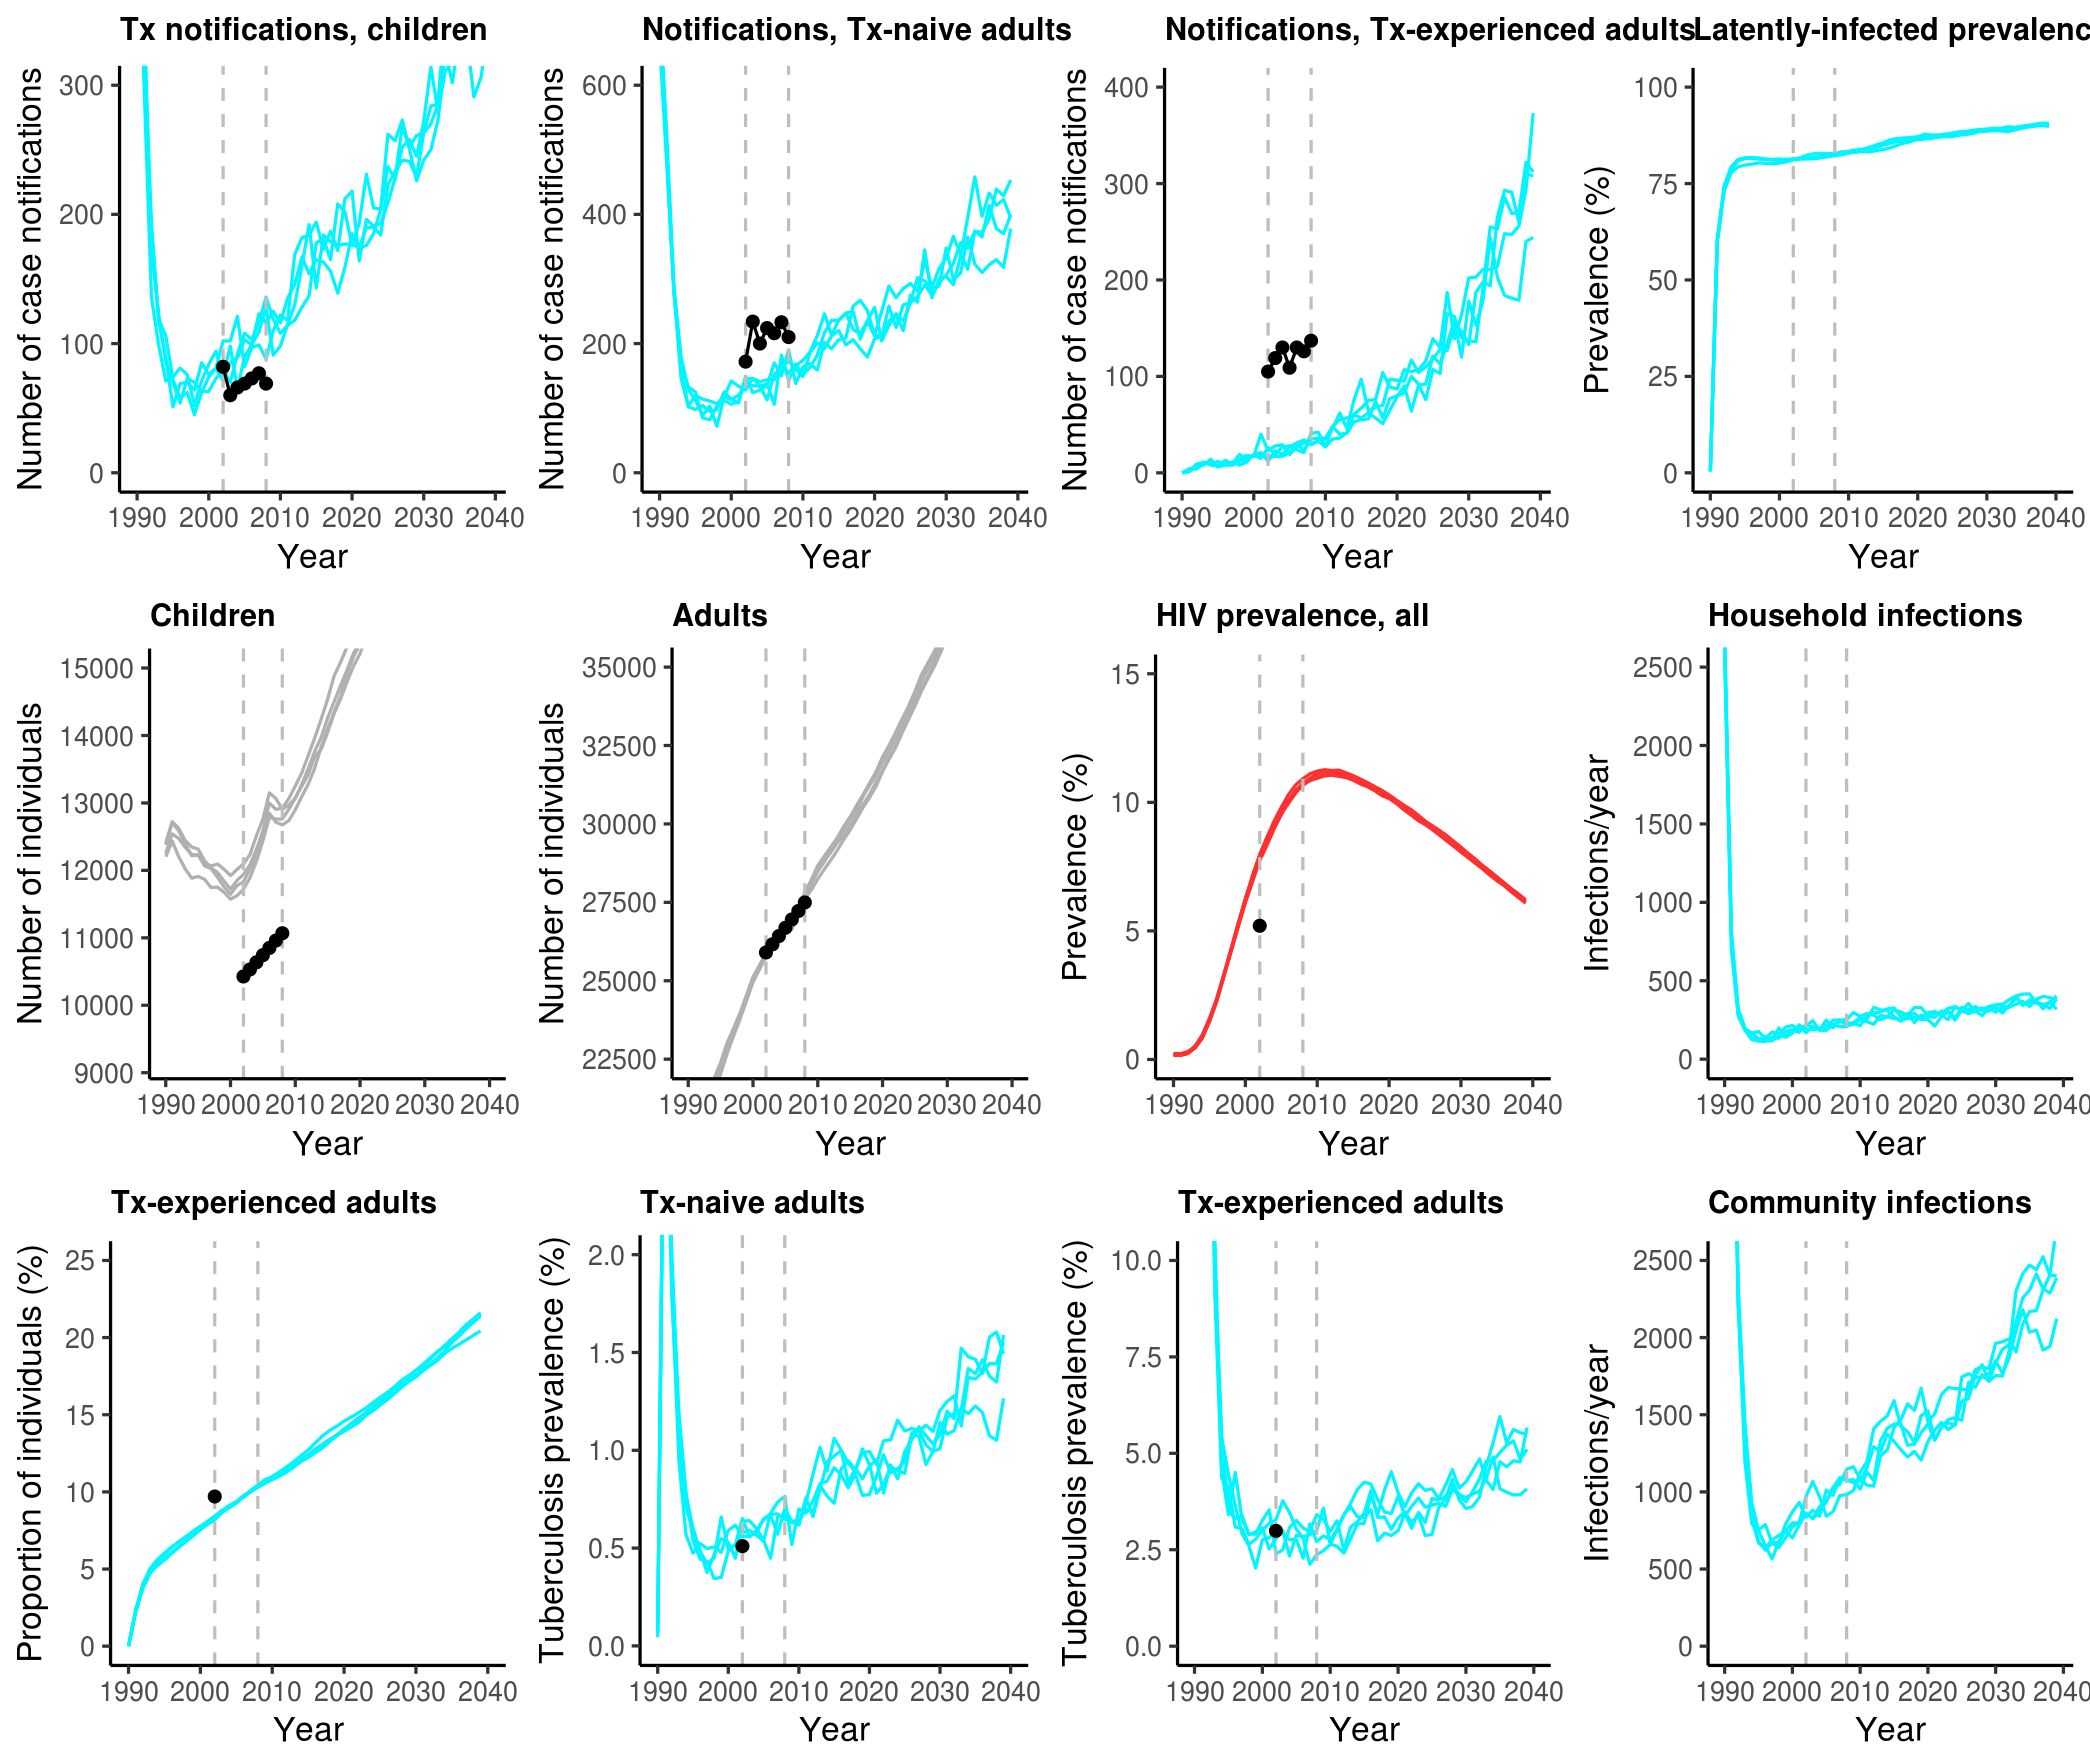 Tx notifications, children
Number of case notifications
300
200
100
0
1990 2000 2010 2020 2030 2040
Year
Notifications, Tx-naive adults
Number of case notifications
600
400
200
0
1990 2000 2010 2020 2030 2040
Year
Notifications, Tx-experienced adults
Number of case notifications
400
300
200
100
0
1990 2000 2010 2020 2030 2040
Year
Latently-infected prevalenc
Prevalence (%)
100
75
50
25
0
1990 2000 2010 2020 2030 2040
Year
Children
Number of individuals
15000
14000
13000
12000
11000
10000
9000
1990 2000 2010 2020 2030 2040
Year
Adults
Number of individuals
35000
32500
30000
27500
25000
22500
1990 2000 2010 2020 2030 2040
Year
HIV prevalence, all
Prevalence (%)
15
10
5
0
1990 2000 2010 2020 2030 2040
Year
Household infections
Infections/year
2500
2000
1500
1000
500
0
1990 2000 2010 2020 2030 2040
Year
Tx-experienced adults
Proportion of individuals (%)
25
20
15
10
5
0
1990 2000 2010 2020 2030 2040
Year
Tx-naive adults
Tuberculosis prevalence (%)
2.0
1.5
1.0
0.5
0.0
1990 2000 2010 2020 2030 2040
Year
Tx-experienced adults
Tuberculosis prevalence (%)
10.0
7.5
5.0
2.5
0.0
1990 2000 2010 2020 2030 2040
Year
Community infections
Infections/year
2500
2000
1500
1000
500
0
1990 2000 2010 2020 2030 2040
Year